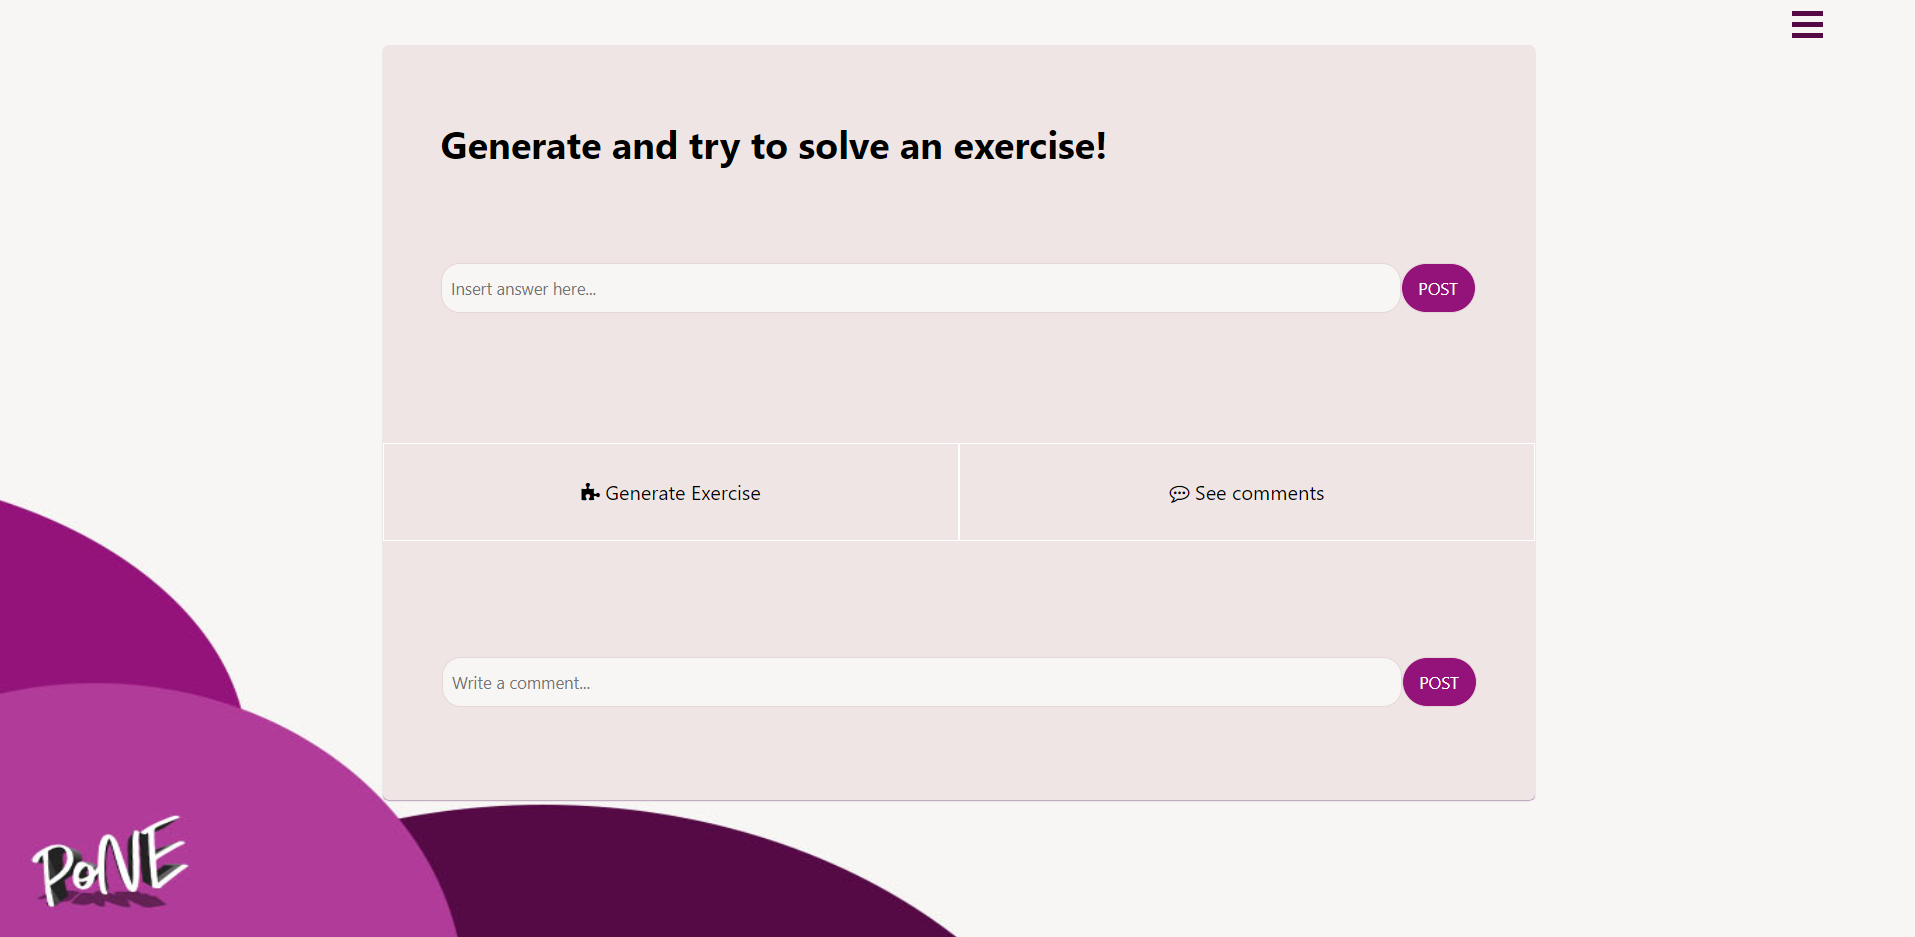 Generate and try to solve an exercise!
Insert answer here...
POST
Generate Exercise
See comments
Write a comment...
POST
PoNE